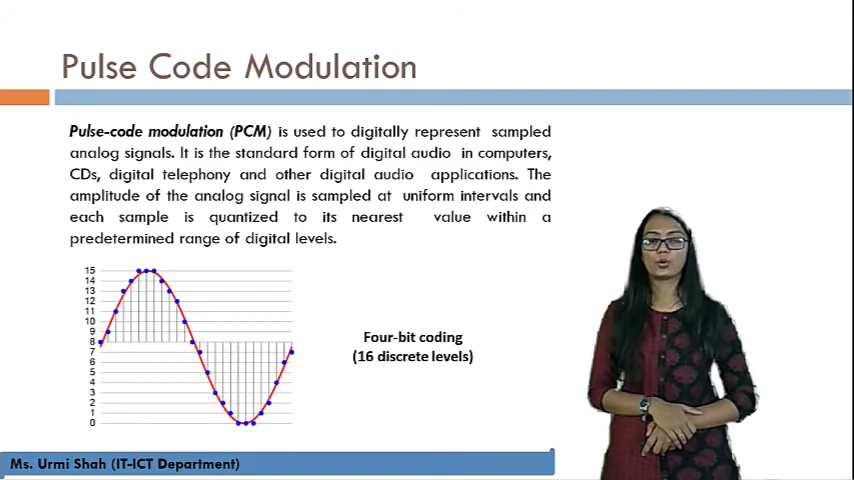 Pulse Code Modulation
Pulse-code modulation (PCM) is used to digitally represent sampled
analog signals. It is the standard form of digital audio in computers,
CDs, digital telephony and other digital audio applications. The
amplitude of the analog signal is sampled at uniform intervals and
each sample is quantized to its nearest value within a
predetermined range of digital levels.
15
14
13
12
11
10
9
8
7
6
5
4
3
2
1
0
Four-bit coding
(16 discrete levels)
Ms. Urmi Shah (IT-ICT Department)